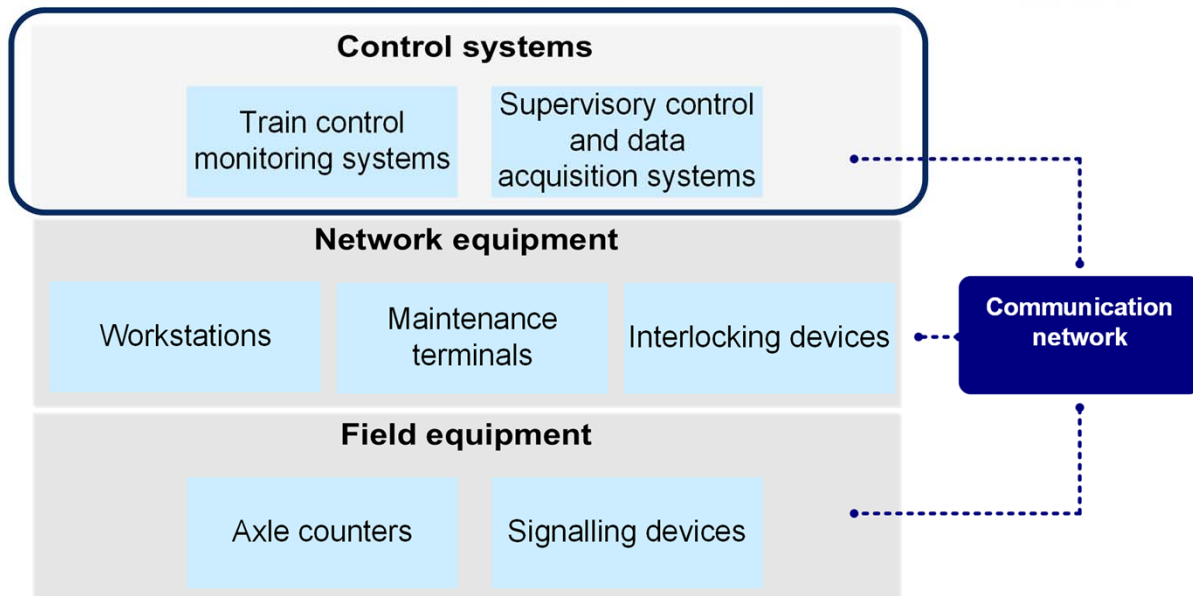 Control systems
Train control
monitoring systems
Supervisory control
and data
acquisition systems
Network equipment
Workstations
Maintenance
terminals
Interlocking devices
Communication
network
Field equipment
Axle counters
Signalling devices